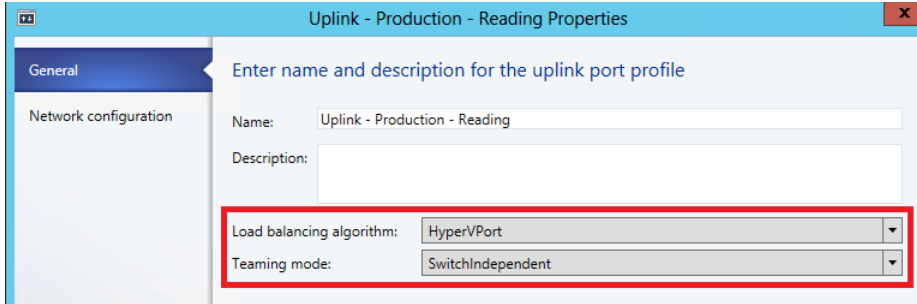 Uplink - Production - Reading Properties
x
General
Enter name and description for the uplink port profile
Network configuration
Name: Uplink - Production - Reading
Description:
Load balancing algorithm: HyperVPort
Teaming mode: SwitchIndependent